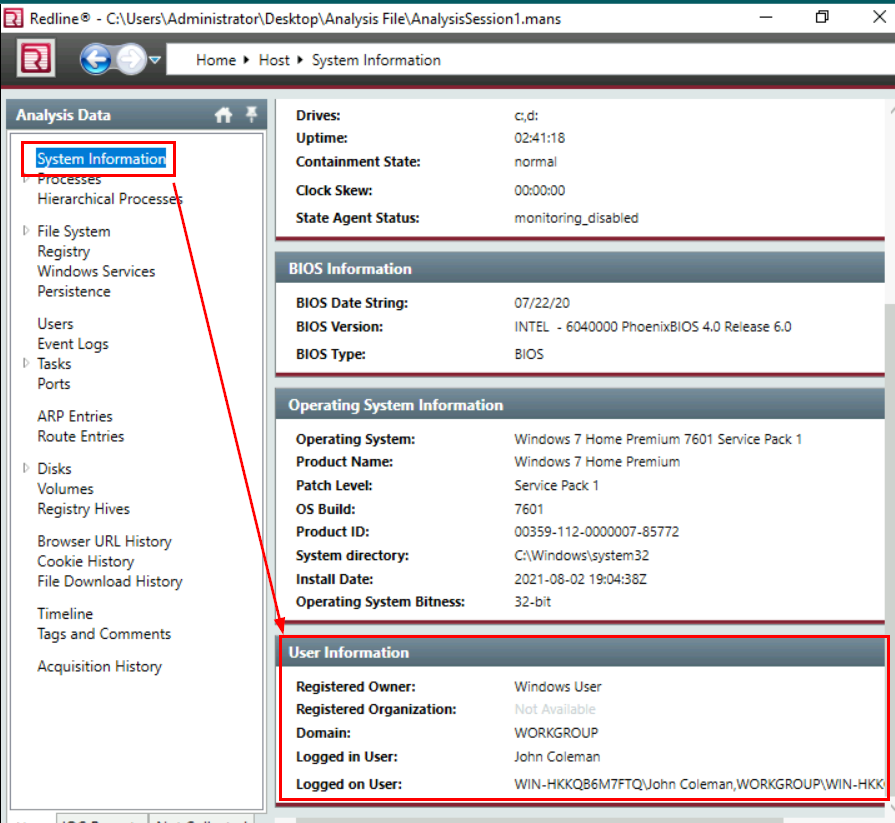 Redline® - C:\Users\Administrator\Desktop\Analysis File\AnalysisSession1.mans
Home Host System Information
Analysis Data
System Information
Processes
Hierarchical Processes
File System
Registry
Windows Services
Persistence
Users
Event Logs
Tasks
Ports
ARP Entries
Route Entries
Disks
Volumes
Registry Hives
Browser URL History
Cookie History
File Download History
Timeline
Tags and Comments
Acquisition History
Drives: c;,d:
Uptime: 02:41:18
Containment State: normal
Clock Skew: 00:00:00
State Agent Status: monitoring_disabled
BIOS Information
BIOS Date String: 07/22/20
BIOS Version: INTEL - 6040000 PhoenixBIOS 4.0 Release 6.0
BIOS Type: BIOS
Operating System Information
Operating System: Windows 7 Home Premium 7601 Service Pack 1
Product Name: Windows 7 Home Premium
Patch Level: Service Pack 1
OS Build: 7601
Product ID: 00359-112-0000007-85772
System directory: C:\Windows\system32
Install Date: 2021-08-02 19:04:38Z
Operating System Bitness: 32-bit
User Information
Registered Owner: Windows User
Registered Organization: Not Available
Domain: WORKGROUP
Logged in User: John Coleman
Logged on User: WIN-HKKQB6M7FTQ\John Coleman,WORKGROUP\WIN-HKK